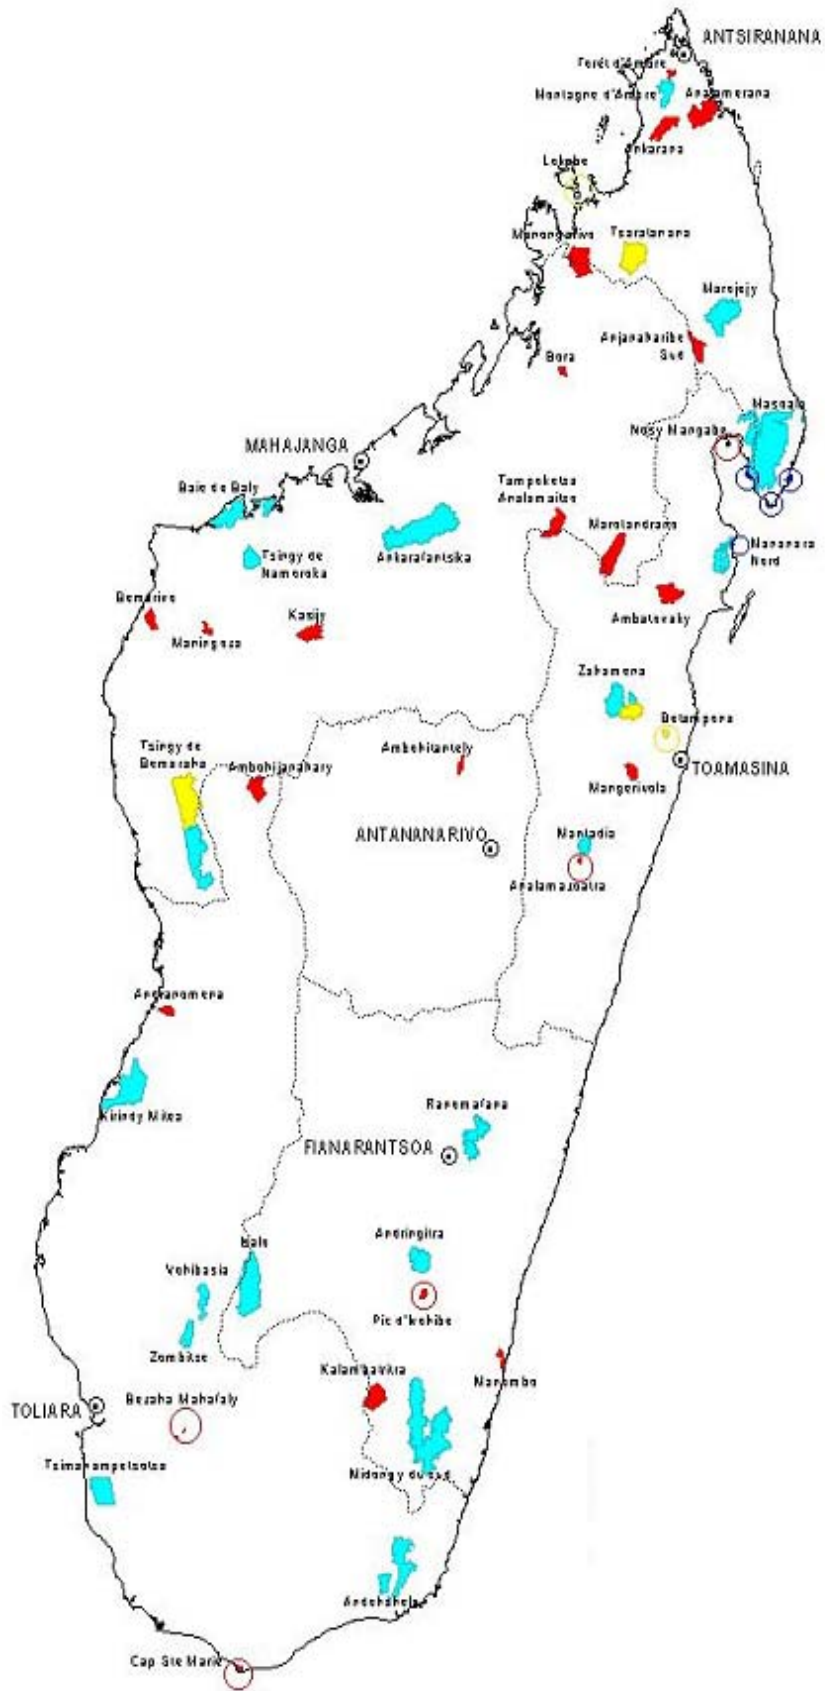 ANTSIRANANA
Forêt d'Ambre
Montagne d'Ambre
Analamerana
Ankarana
Lokobe
Manongarivo
Tsaratanana
Marojejy
Anjanaharibe
Sud
Bora
Masoala
Nosy Mangabe
MAHAJANGA
Baie de Baly
Tampoketsa
Analamaitso
Marotandrano
Ankarafantsika
Tsingy de
Namoroka
Mananara
Nord
Bemarivo
Maningoza
Kasijy
Ambatovaky
Zahamena
Betampona
Tsingy de
Bemaraha
Ambohijanahary
Ambohitantely
TOAMASINA
Mangerivola
ANTANANARIVO
Mantadia
Analamazoatra
Andranomena
Kirindy Mitea
Ranomafana
FIANARANTSOA
Isalo
Andringitra
Vohibasia
Pic d'Ivohibe
Zombitse
Manombo
Kalambatritra
Bezaha Mahafaly
TOLIARA
Tsimanampetsotsa
Midongy du sud
Andohahela
Cap Ste Marie